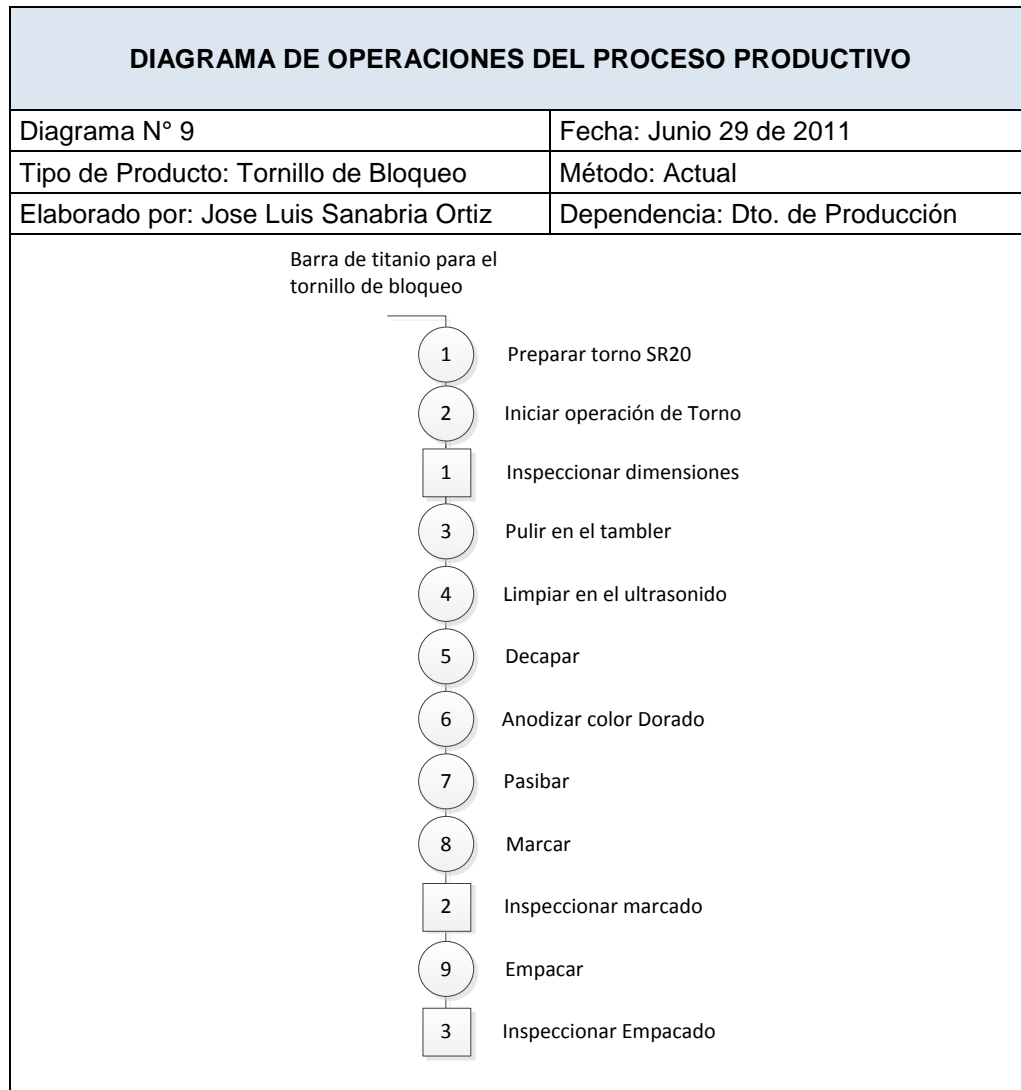 DIAGRAMA DE OPERACIONES DEL PROCESO PRODUCTIVO
Diagrama N° 9
Fecha: Junio 29 de 2011
Tipo de Producto: Tornillo de Bloqueo
Método: Actual
Elaborado por: Jose Luis Sanabria Ortiz
Dependencia: Dto. de Producción
Barra de titanio para el
tornillo de bloqueo
1 Preparar torno SR20
2 Iniciar operación de Torno
1 Inspeccionar dimensiones
3 Pulir en el tambler
4 Limpiar en el ultrasonido
5 Decapar
6 Anodizar color Dorado
7 Pasibar
8 Marcar
2 Inspeccionar marcado
9 Empacar
3 Inspeccionar Empacado